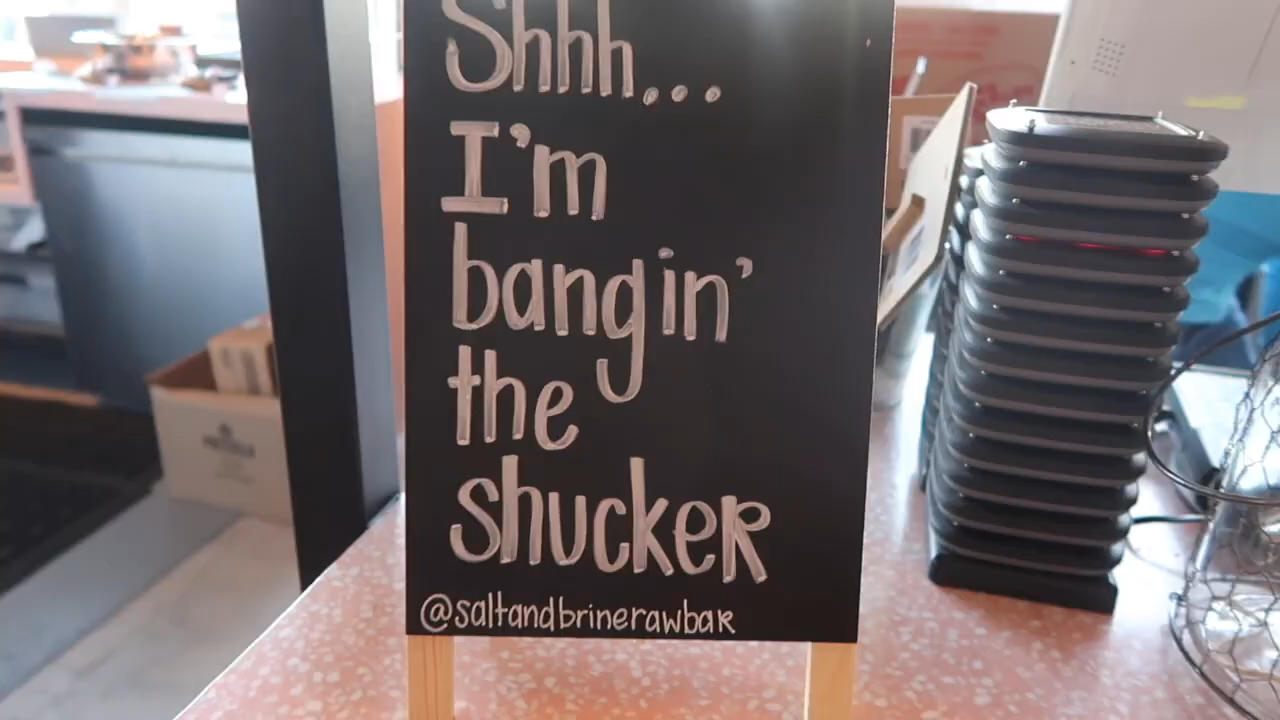 Shhh...
I'm
bangin'
the
shucker
@saltandbrinerawbar